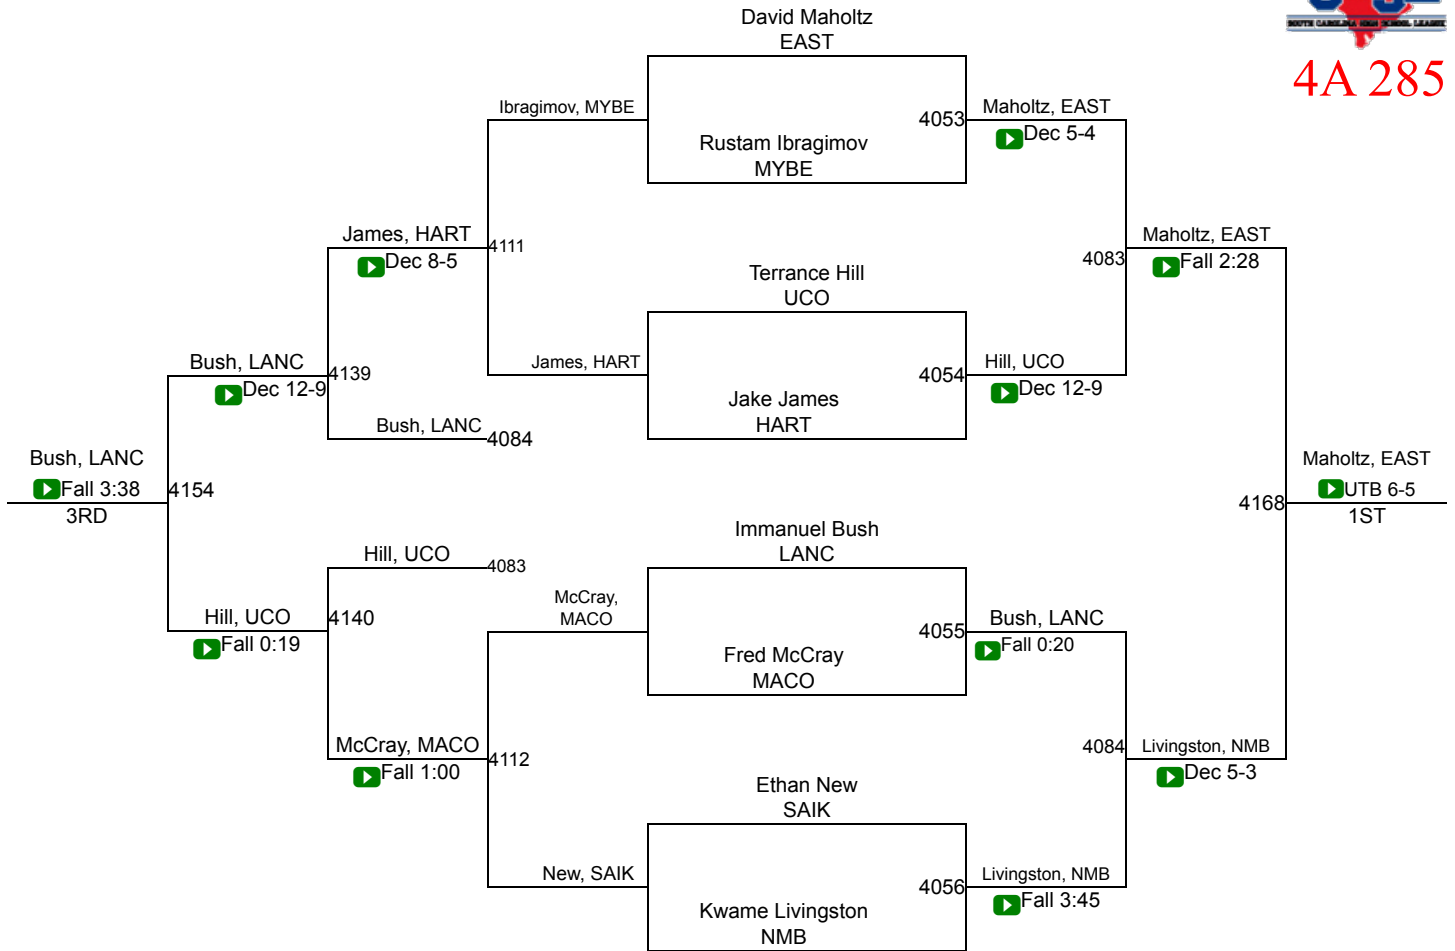 SOUTH CAROLINA HIGH SCHOOL LEAGUE
4A 285
David Maholtz
EAST
Ibragimov, MYBE
4053
Maholtz, EAST
Dec 5-4
Rustam Ibragimov
MYBE
James, HART
4111
Dec 8-5
Maholtz, EAST
4083
Fall 2:28
Terrance Hill
UCO
Bush, LANC
4139
Dec 12-9
James, HART
4054
Hill, UCO
Dec 12-9
Jake James
HART
Bush, LANC
4084
Bush, LANC
Fall 3:38
4154
3RD
Maholtz, EAST
UTB 6-5
4168
1ST
Immanuel Bush
LANC
Hill, UCO
4083
McCray,
MACO
Hill, UCO
4140
Fall 0:19
4055
Bush, LANC
Fall 0:20
Fred McCray
MACO
McCray, MACO
4112
Fall 1:00
4084
Livingston, NMB
Dec 5-3
Ethan New
SAIK
New, SAIK
4056
Livingston, NMB
Fall 3:45
Kwame Livingston
NMB